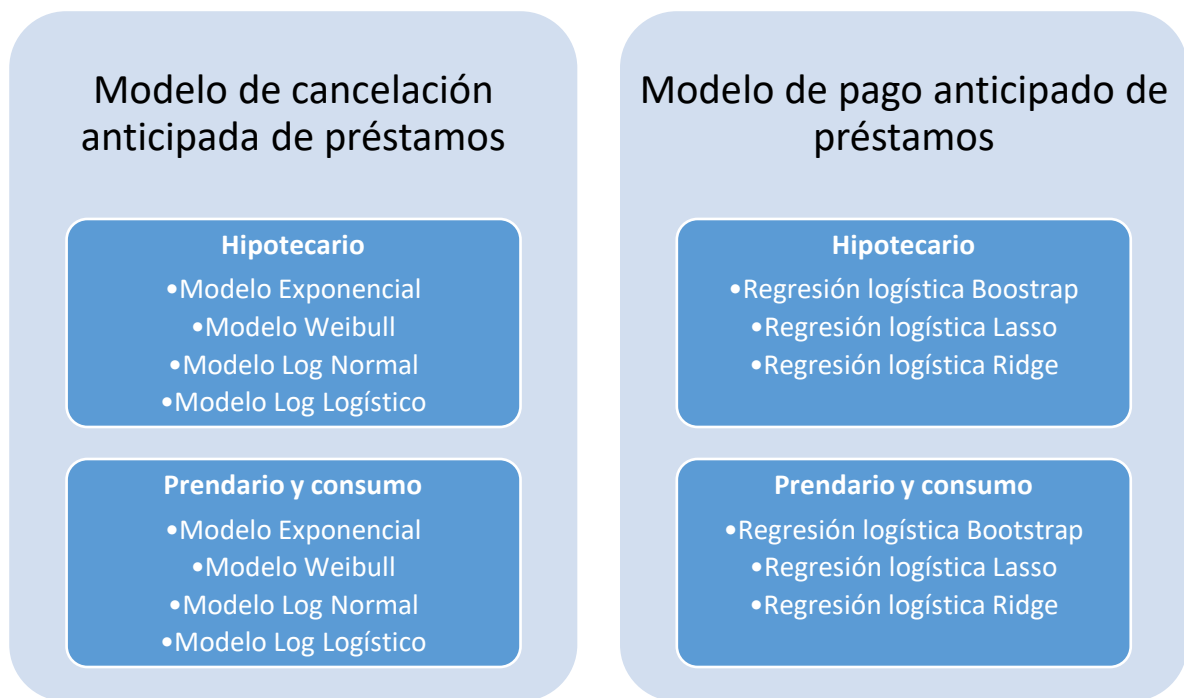 Modelo de cancelación
anticipada de préstamos
Hipotecario
•Modelo Exponencial
•Modelo Weibull
•Modelo Log Normal
•Modelo Log Logístico
Prendario y consumo
•Modelo Exponencial
•Modelo Weibull
•Modelo Log Normal
•Modelo Log Logístico
Modelo de pago anticipado de
préstamos
Hipotecario
•Regresión logística Boostrap
•Regresión logística Lasso
•Regresión logística Ridge
Prendario y consumo
•Regresión logística Bootstrap
•Regresión logística Lasso
•Regresión logística Ridge